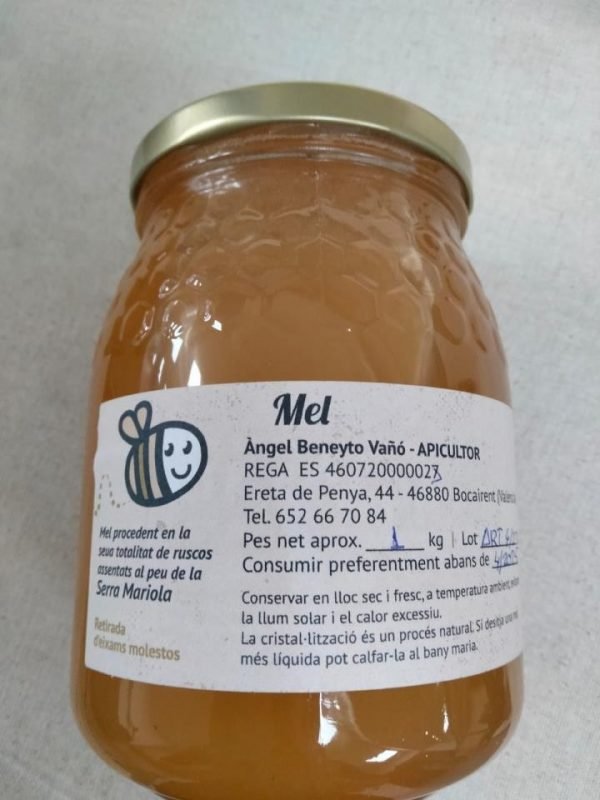 Mel
Àngel Beneyto Vañó - APICULTOR
REGA ES 460720000023
Ereta de Penya, 44 - 46880 Bocairent
Tel. 652 66 70 84
Pes net aprox. 1 kg | Lot ART
Consumir preferentment abans de
Conservar en lloc sec i fresc, a temperatura ambient,
la llum solar i el calor excessiu.
La cristal·lització és un procés natural. Si desitja una
més líquida pot calfar-la al bany maria.
Mel procedent en la
seua totalitat de ruscos
assentats al peu de la
Serra Mariola
Retirada
d'eixams molestos